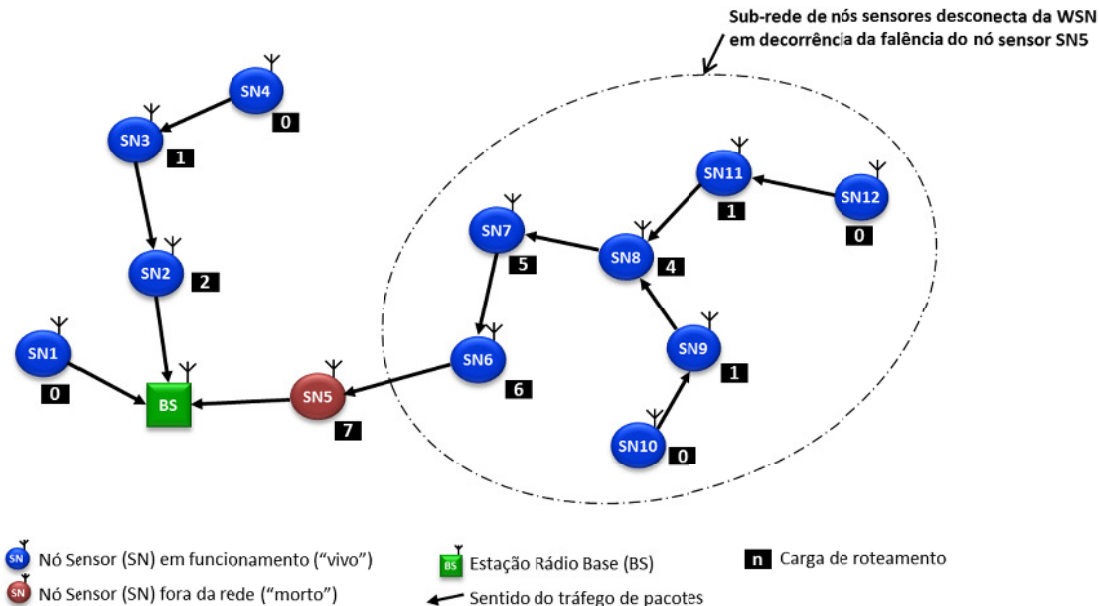 Sub-rede de nós sensores desconecta da WSN
em decorrência da falência do nó sensor SN5
SN4
0
SN3
1
SN11
1
SN12
0
SN7
5
SN8
4
SN2
2
SN1
0
SN6
6
SN9
1
BS
SN5
7
SN10
0
SN Nó Sensor (SN) em funcionamento (“vivo”)
BS Estação Rádio Base (BS)
n Carga de roteamento
SN Nó Sensor (SN) fora da rede (“morto”)
Sentido do tráfego de pacotes